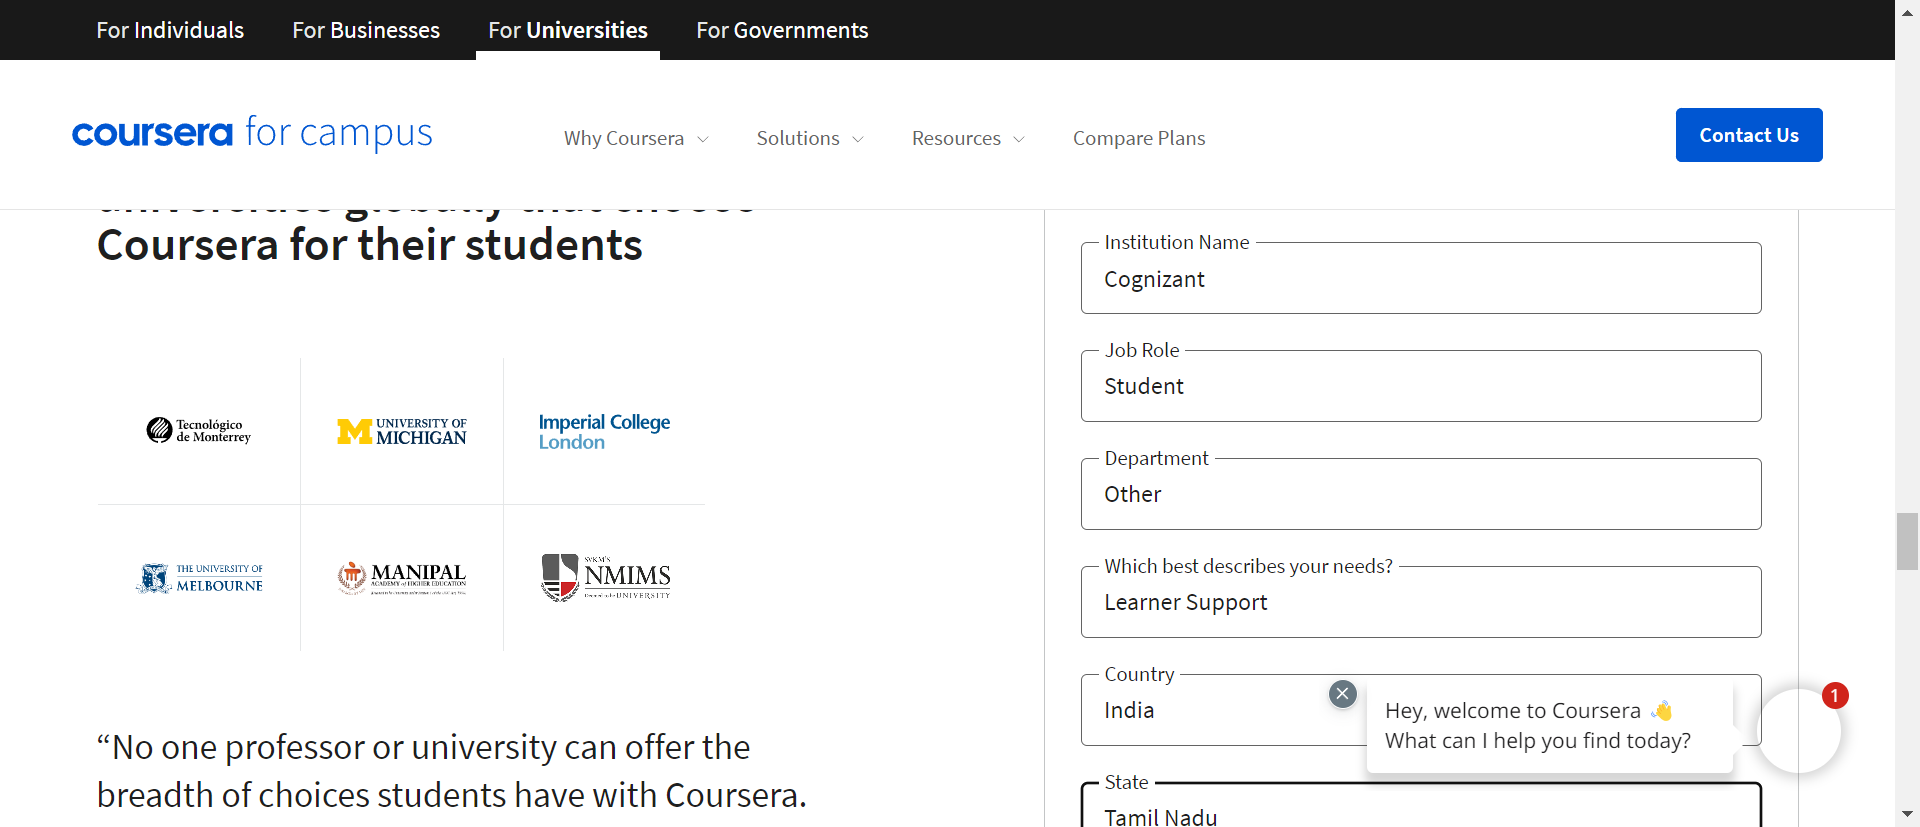 For Individuals
For Businesses
For Universities
For Governments
coursera for campus
Why Coursera
Solutions
Resources
Compare Plans
Contact Us
Coursera for their students
Tecnológico
de Monterrey
M UNIVERSITY OF
MICHIGAN
Imperial College
London
THE UNIVERSITY OF
MELBOURNE
MANIPAL
ACADEMY of HIGHER EDUCATION
SVKM'S
NMIMS
Deemed to be UNIVERSITY
“No one professor or university can offer the
breadth of choices students have with Coursera.
Institution Name
Cognizant
Job Role
Student
Department
Other
Which best describes your needs?
Learner Support
Country
India
State
Tamil Nadu
Hey, welcome to Coursera 👋
What can I help you find today?
1